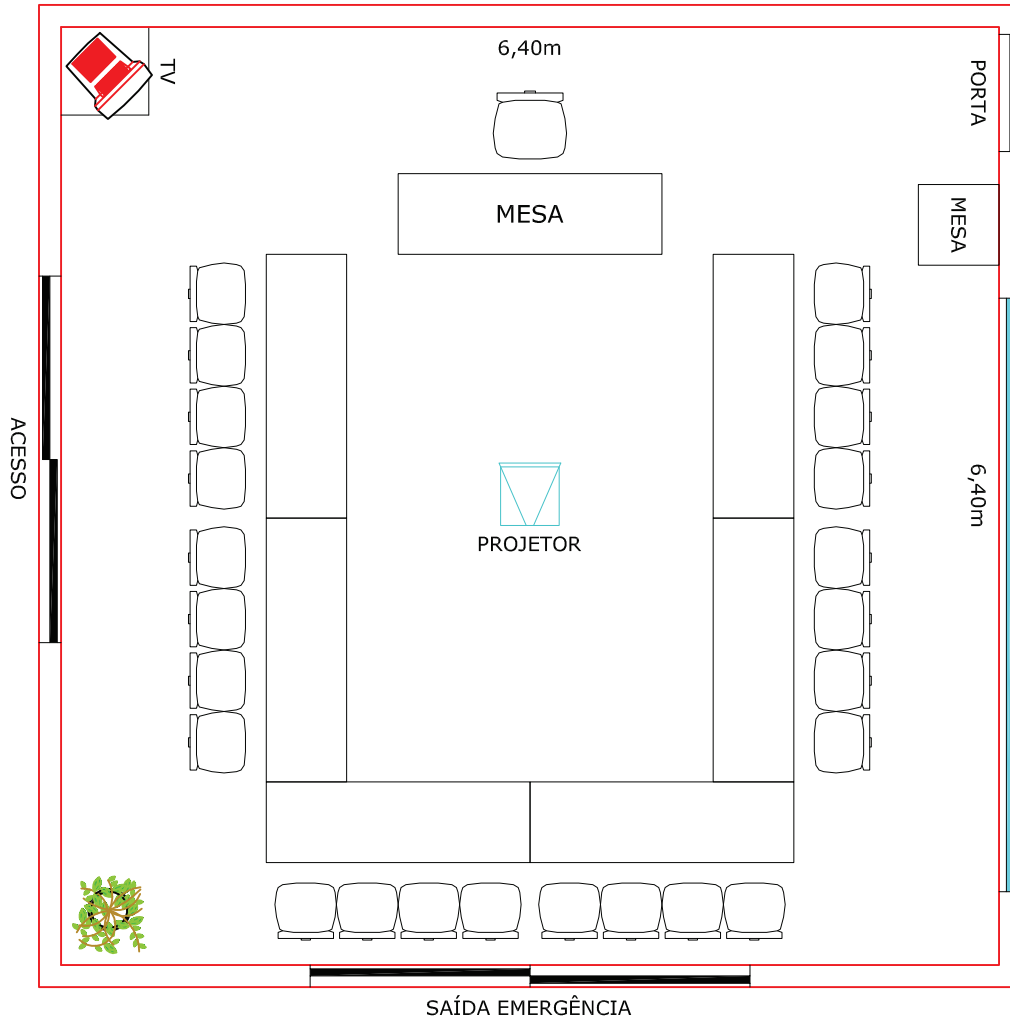 6,40m
TV
PORTA
MESA
MESA
ACESSO
6,40m
PROJETOR
SAÍDA EMERGÊNCIA